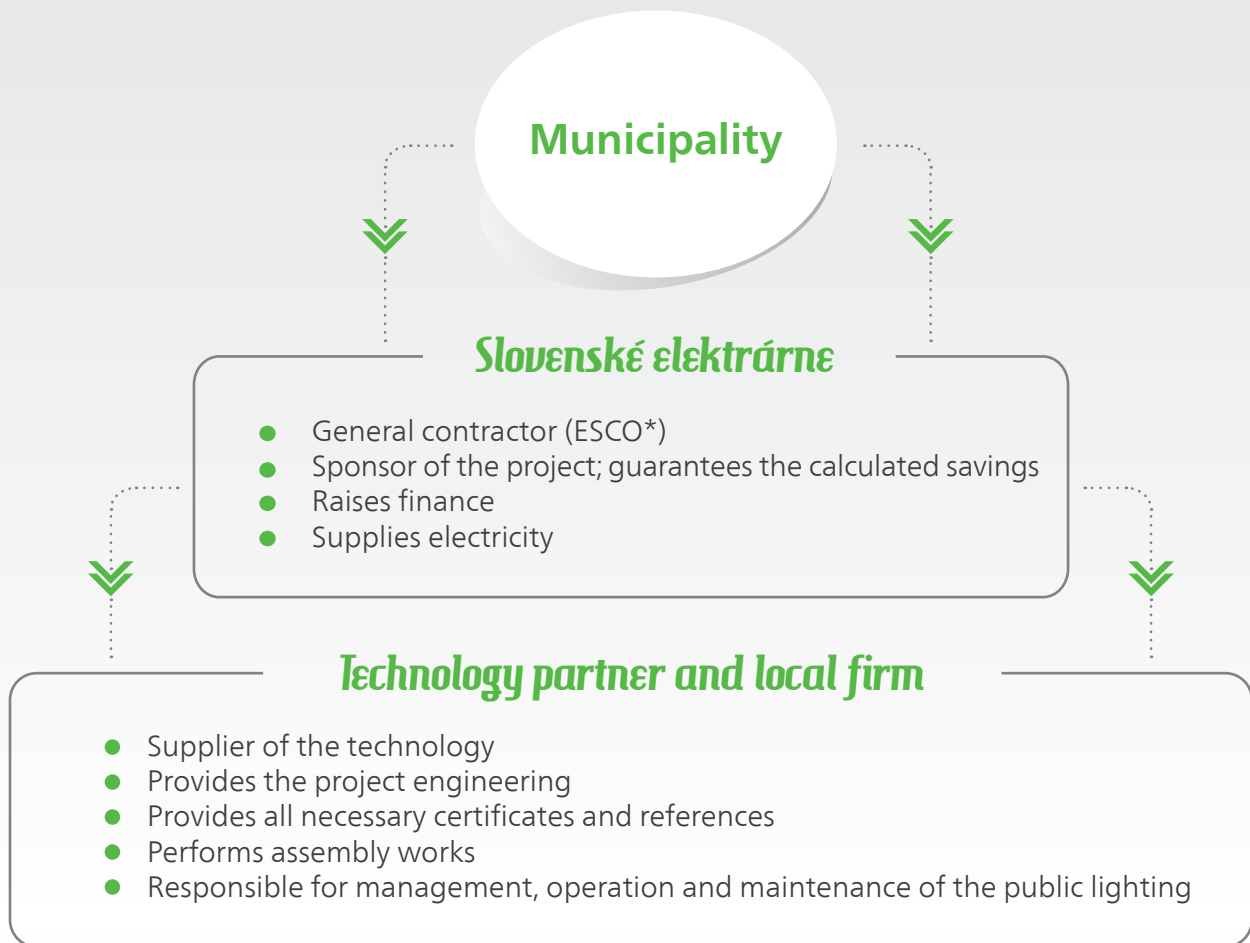 Municipality
Slovenské elektrárne
General contractor (ESCO*)
Sponsor of the project; guarantees the calculated savings
Raises finance
Supplies electricity
Technology partner and local firm
Supplier of the technology
Provides the project engineering
Provides all necessary certificates and references
Performs assembly works
Responsible for management, operation and maintenance of the public lighting